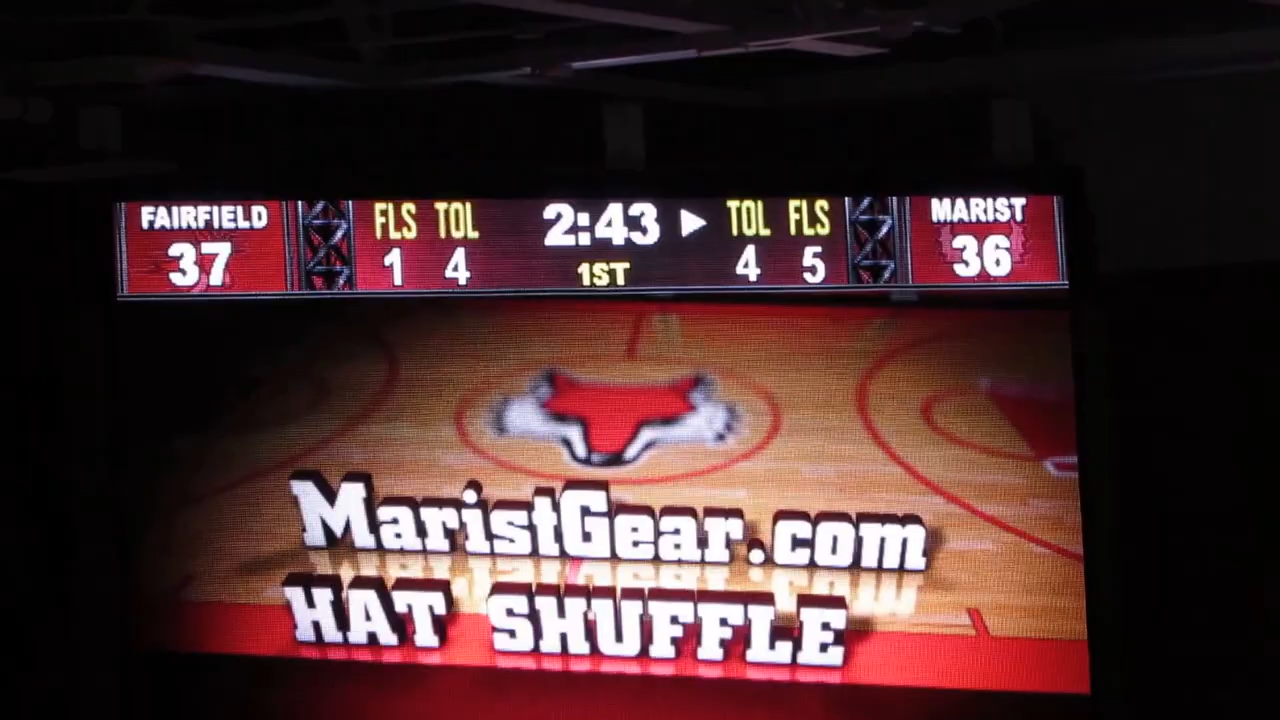 FAIRFIELD FLS TOL 2:43 TOL FLS MARIST
37 1 4 1ST 4 5 36
MaristGear.com
HAT SHUFFLE